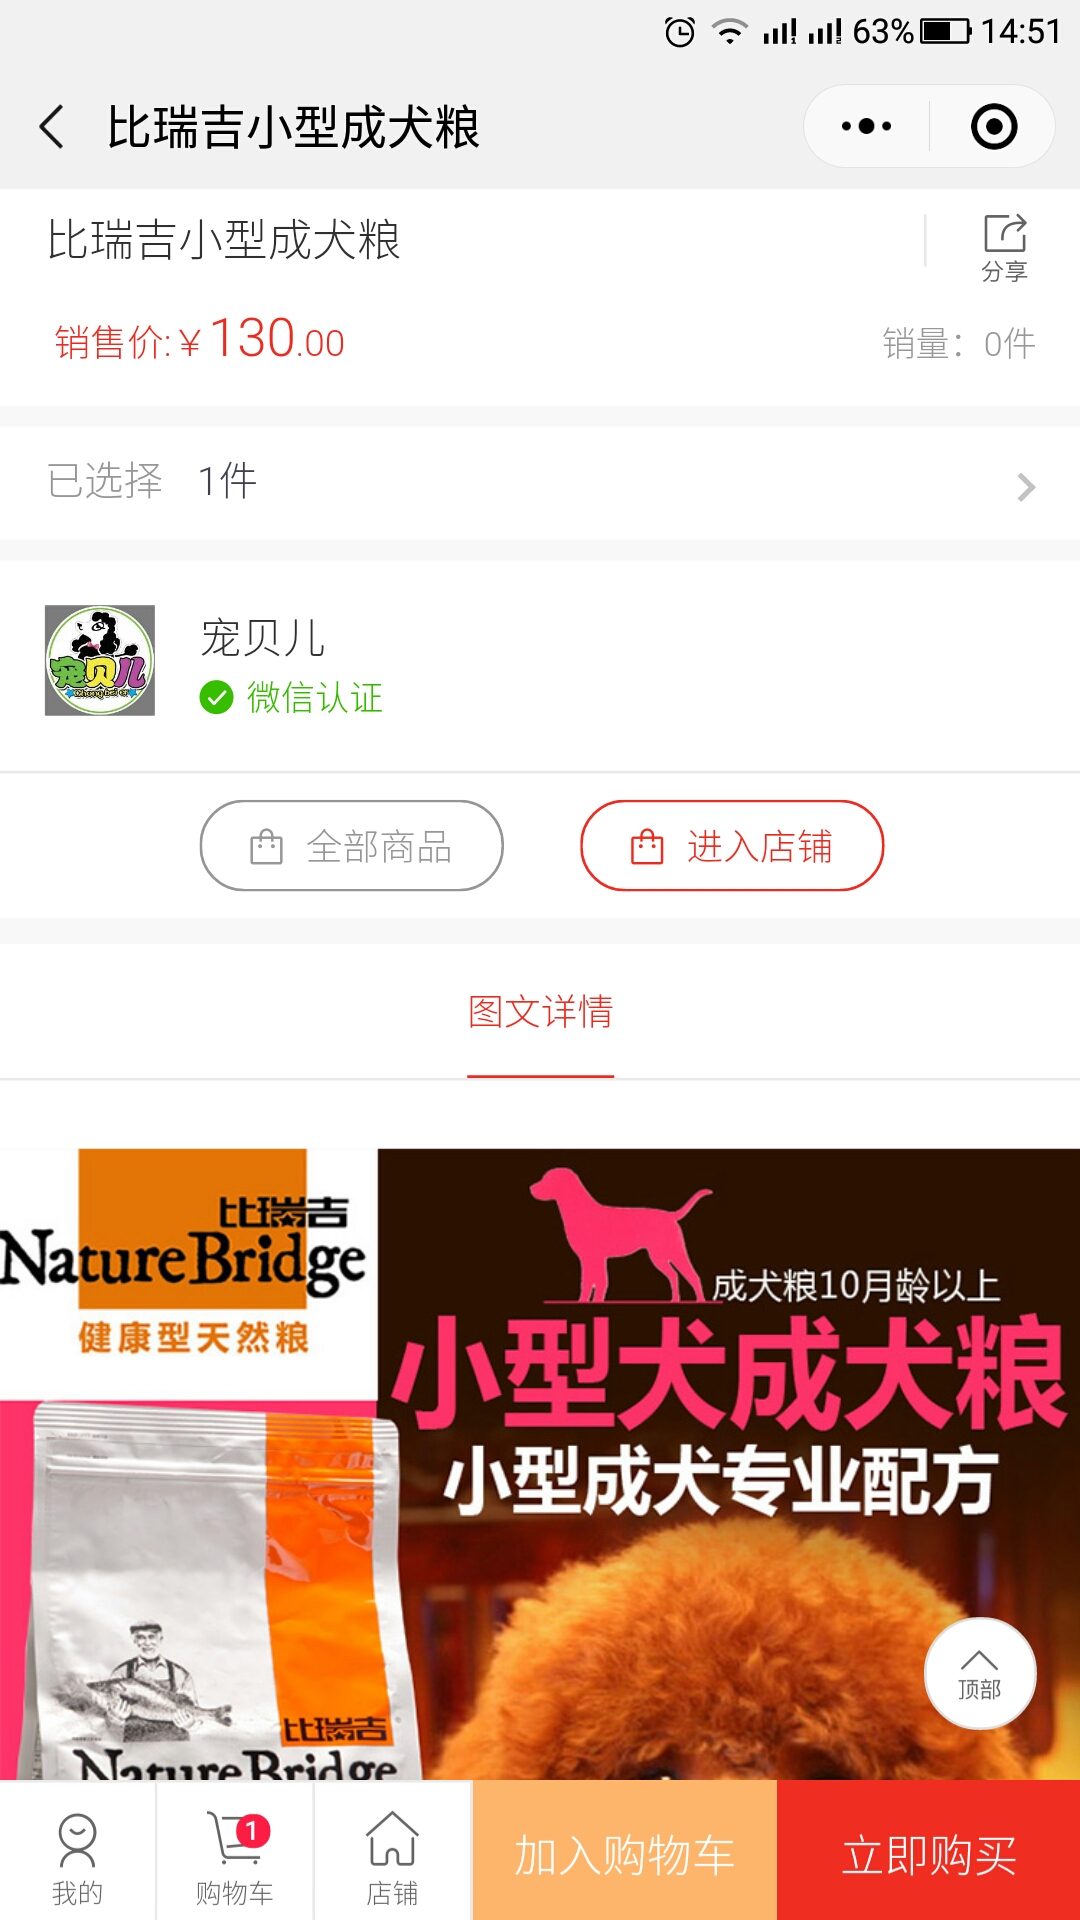 63% 14:51
比瑞吉小型成犬粮
比瑞吉小型成犬粮
分享
销售价:￥130.00
销量：0件
已选择 1件
宠贝儿
宠贝儿
微信认证
全部商品
进入店铺
图文详情
比瑞吉
NatureBridge
健康型天然粮
成犬粮10月龄以上
小型犬成犬粮
小型成犬专业配方
比瑞吉
NatureBridge
顶部
1
我的
购物车
店铺
加入购物车
立即购买